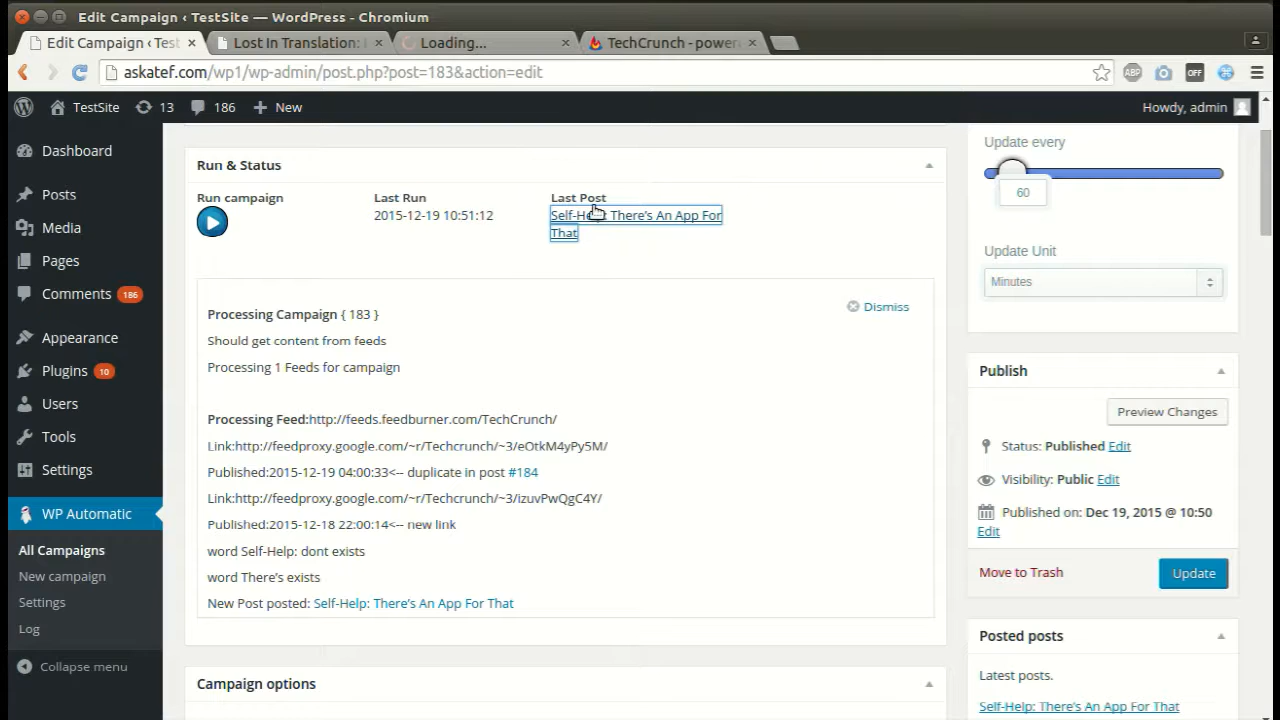 Edit Campaign ‹ TestSite — WordPress - Chromium
Edit Campaign ‹ Test
Lost In Translation:
Loading...
TechCrunch - power
askatef.com/wp1/wp-admin/post.php?post=183&action=edit
ABP
OFF
TestSite
13
186
New
Howdy, admin
Dashboard
Posts
Media
Pages
Comments 186
Appearance
Plugins 10
Users
Tools
Settings
WP Automatic
All Campaigns
New campaign
Settings
Log
Collapse menu
Run & Status
Run campaign
Last Run
2015-12-19 10:51:12
Last Post
Self-Help: There's An App For
That
Dismiss
Processing Campaign { 183 }
Should get content from feeds
Processing 1 Feeds for campaign
Processing Feed:http://feeds.feedburner.com/TechCrunch/
Link:http://feedproxy.google.com/~r/Techcrunch/~3/eOtkM4yPy5M/
Published:2015-12-19 04:00:33<-- duplicate in post #184
Link:http://feedproxy.google.com/~r/Techcrunch/~3/izuvPwQgC4Y/
Published:2015-12-18 22:00:14<-- new link
word Self-Help: dont exists
word There's exists
New Post posted: Self-Help: There's An App For That
Campaign options
Update every
60
Update Unit
Minutes
Publish
Preview Changes
Status: Published Edit
Visibility: Public Edit
Published on: Dec 19, 2015 @ 10:50
Edit
Move to Trash
Update
Posted posts
Latest posts.
Self-Help: There's An App For That